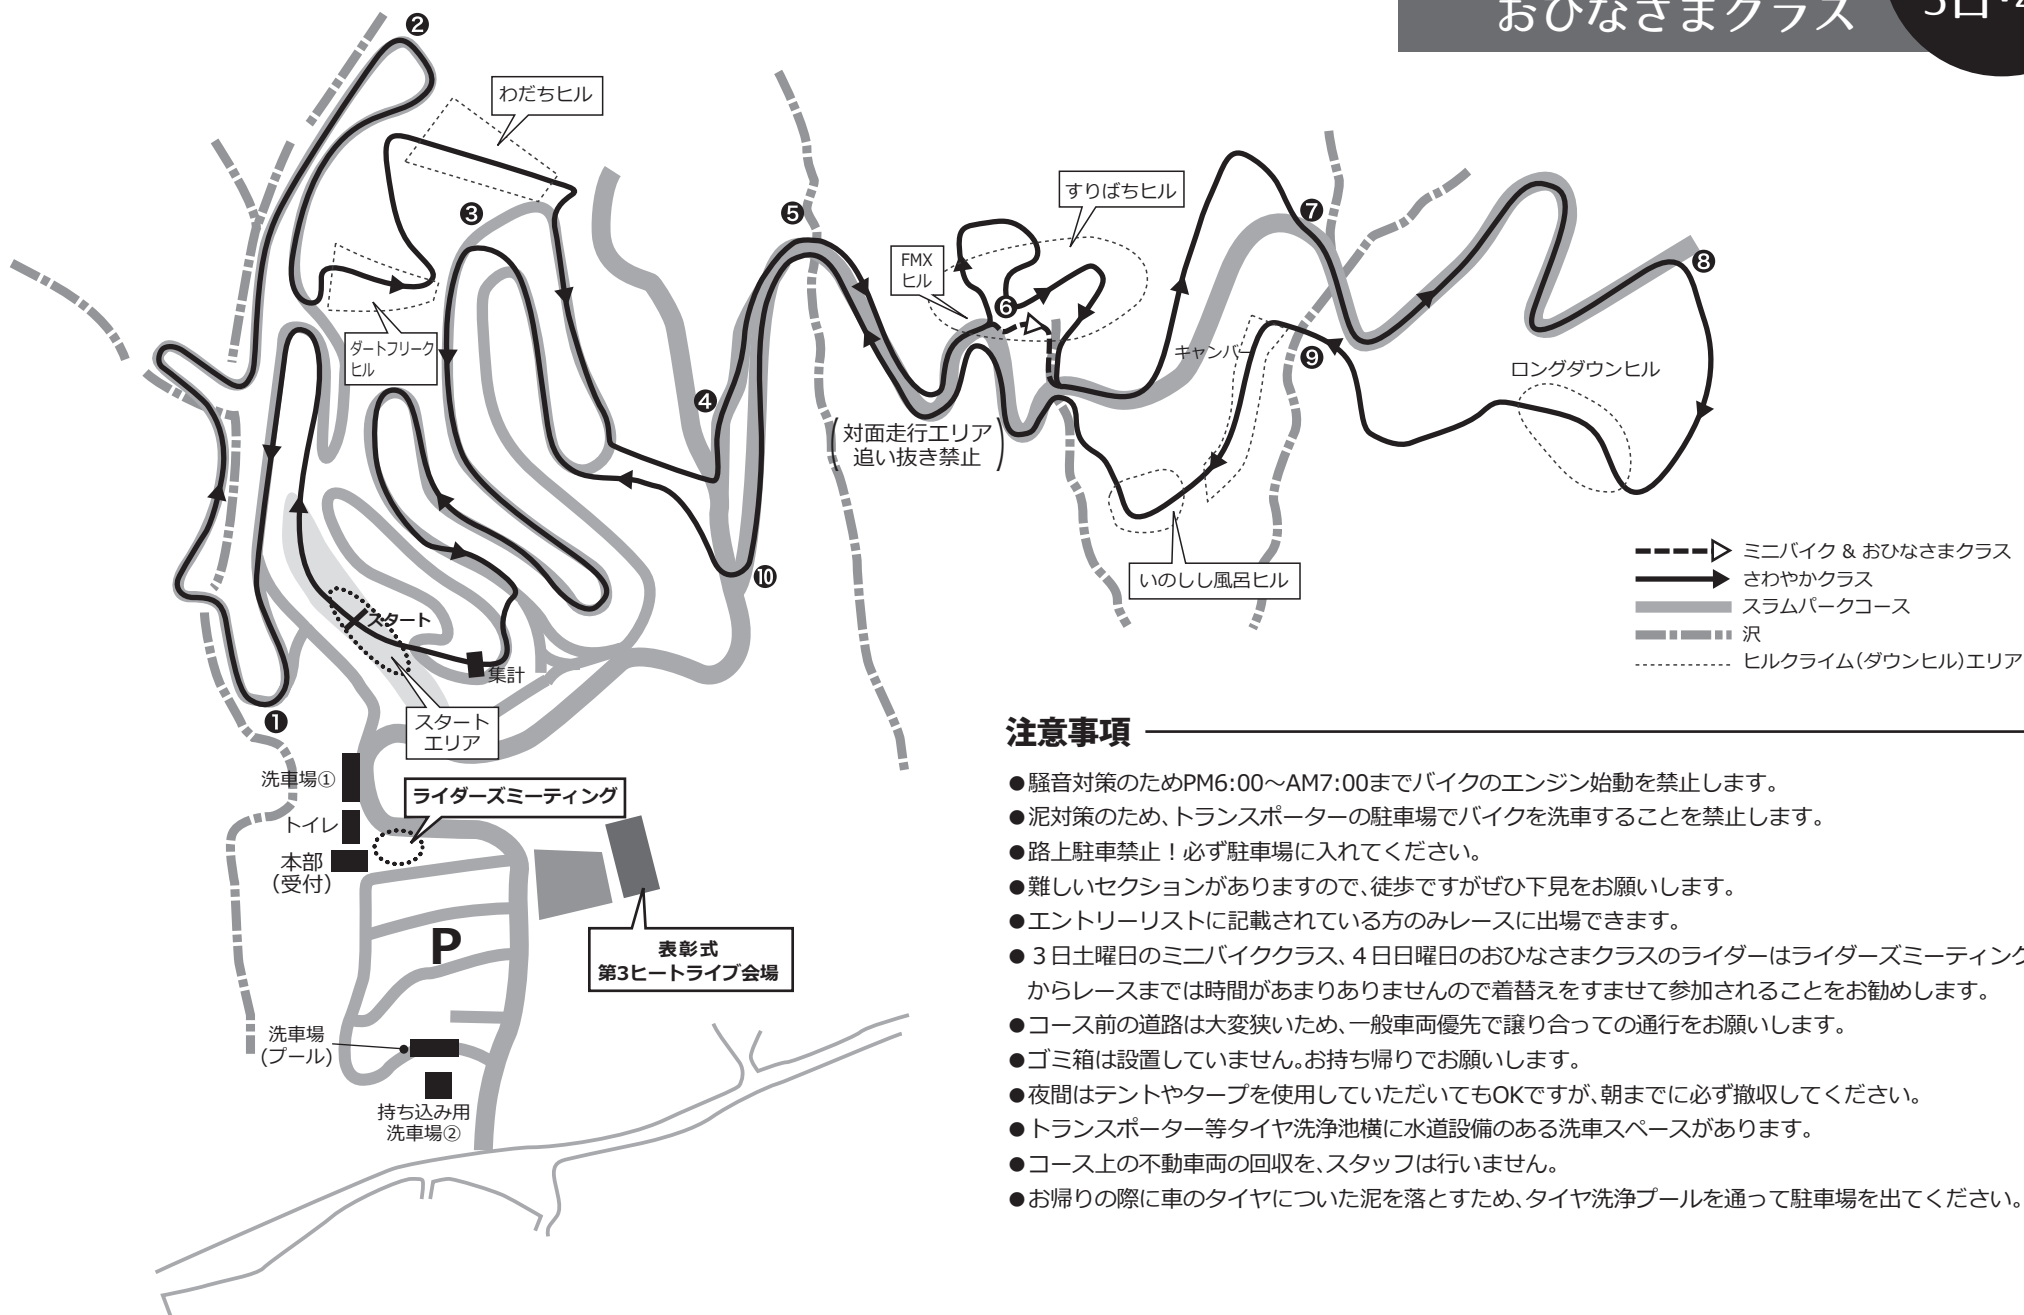 おひなさまクラス
❷
わだちヒル
❸
❺
すりばちヒル
❼
FMX
ヒル
❽
❻
ダートフリーク
ヒル
キャンバー
❾
ロングダウンヒル
❹
対面走行エリア
追い抜き禁止
ミニバイク & おひなさまクラス
さわやかクラス
スラムパークコース
沢
ヒルクライム(ダウンヒル)エリア
いのしし風呂ヒル
❿
スタート
集計
❶
スタート
エリア
洗車場①
ライダーズミーティング
トイレ
本部
(受付)
P
表彰式
第3ヒートライブ会場
洗車場
(プール)
持ち込み用
洗車場②
注意事項
●騒音対策のためPM6:00～AM7:00までバイクのエンジン始動を禁止します。
●泥対策のため、トランスポーターの駐車場でバイクを洗車することを禁止します。
●路上駐車禁止！必ず駐車場に入れてください。
●難しいセクションがありますので、徒歩ですがぜひ下見をお願いします。
●エントリーリストに記載されている方のみレースに出場できます。
●３日土曜日のミニバイククラス、４日日曜日のおひなさまクラスのライダーはライダーズミーティング
からレースまでは時間があまりありませんので着替えをすませて参加されることをお勧めします。
●コース前の道路は大変狭いため、一般車両優先で譲り合っての通行をお願いします。
●ゴミ箱は設置していません。お持ち帰りでお願いします。
●夜間はテントやタープを使用していただいてもOKですが、朝までに必ず撤収してください。
●トランスポーター等タイヤ洗浄池横に水道設備のある洗車スペースがあります。
●コース上の不動車両の回収を、スタッフは行いません。
●お帰りの際に車のタイヤについた泥を落とすため、タイヤ洗浄プールを通って駐車場を出てください。